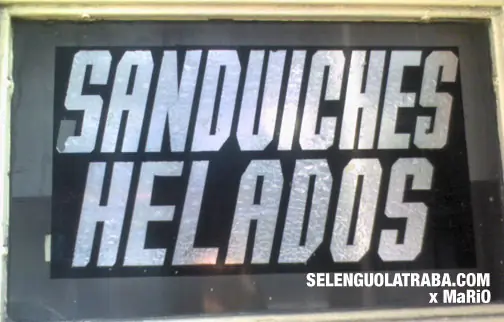 SANDUICHES
HELADOS
SELENGUOLATRABA.COM
x MaRiO